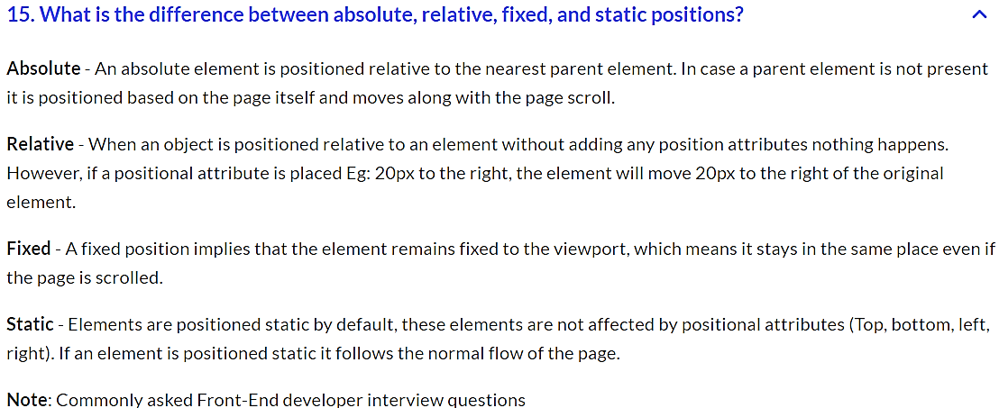 15. What is the difference between absolute, relative, fixed, and static positions?
Absolute - An absolute element is positioned relative to the nearest parent element. In case a parent element is not present
it is positioned based on the page itself and moves along with the page scroll.
Relative - When an object is positioned relative to an element without adding any position attributes nothing happens.
However, if a positional attribute is placed Eg: 20px to the right, the element will move 20px to the right of the original
element.
Fixed - A fixed position implies that the element remains fixed to the viewport, which means it stays in the same place even if
the page is scrolled.
Static - Elements are positioned static by default, these elements are not affected by positional attributes (Top, bottom, left,
right). If an element is positioned static it follows the normal flow of the page.
Note: Commonly asked Front-End developer interview questions